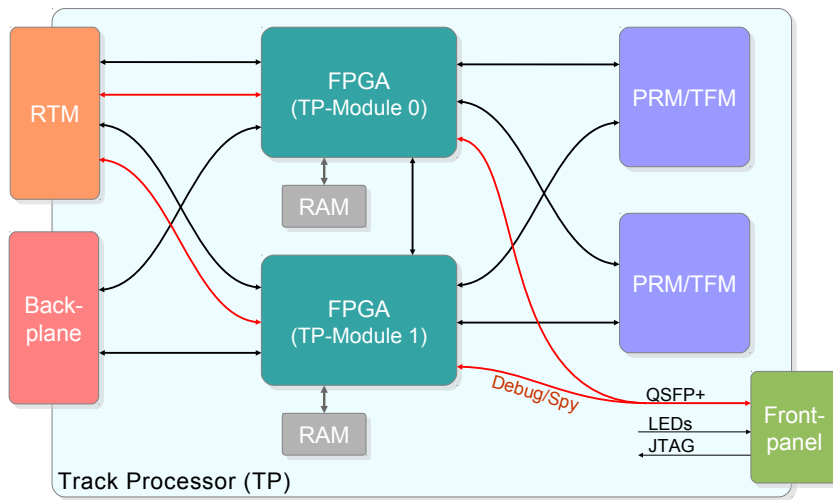 RTM
FPGA
(TP-Module 0)
PRM/TFM
RAM
Back-
plane
FPGA
(TP-Module 1)
PRM/TFM
RAM
Debug/Spy
QSFP+
LEDs
JTAG
Front-
panel
Track Processor (TP)